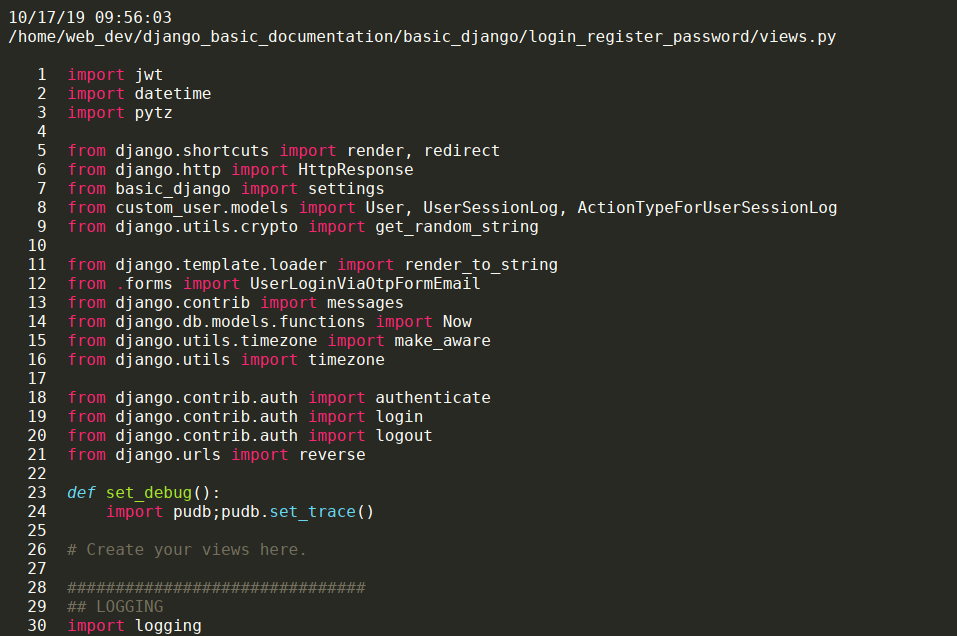 10/17/19 09:56:03
/home/web_dev/django_basic_documentation/basic_django/login_register_password/views.py
1 import jwt
2 import datetime
3 import pytz
4
5 from django.shortcuts import render, redirect
6 from django.http import HttpResponse
7 from basic_django import settings
8 from custom_user.models import User, UserSessionLog, ActionTypeForUserSessionLog
9 from django.utils.crypto import get_random_string
10
11 from django.template.loader import render_to_string
12 from .forms import UserLoginViaOtpFormEmail
13 from django.contrib import messages
14 from django.db.models.functions import Now
15 from django.utils.timezone import make_aware
16 from django.utils import timezone
17
18 from django.contrib.auth import authenticate
19 from django.contrib.auth import login
20 from django.contrib.auth import logout
21 from django.urls import reverse
22
23 def set_debug():
24     import pudb;pudb.set_trace()
25
26 # Create your views here.
27
28 ###############################
29 ## LOGGING
30 import logging